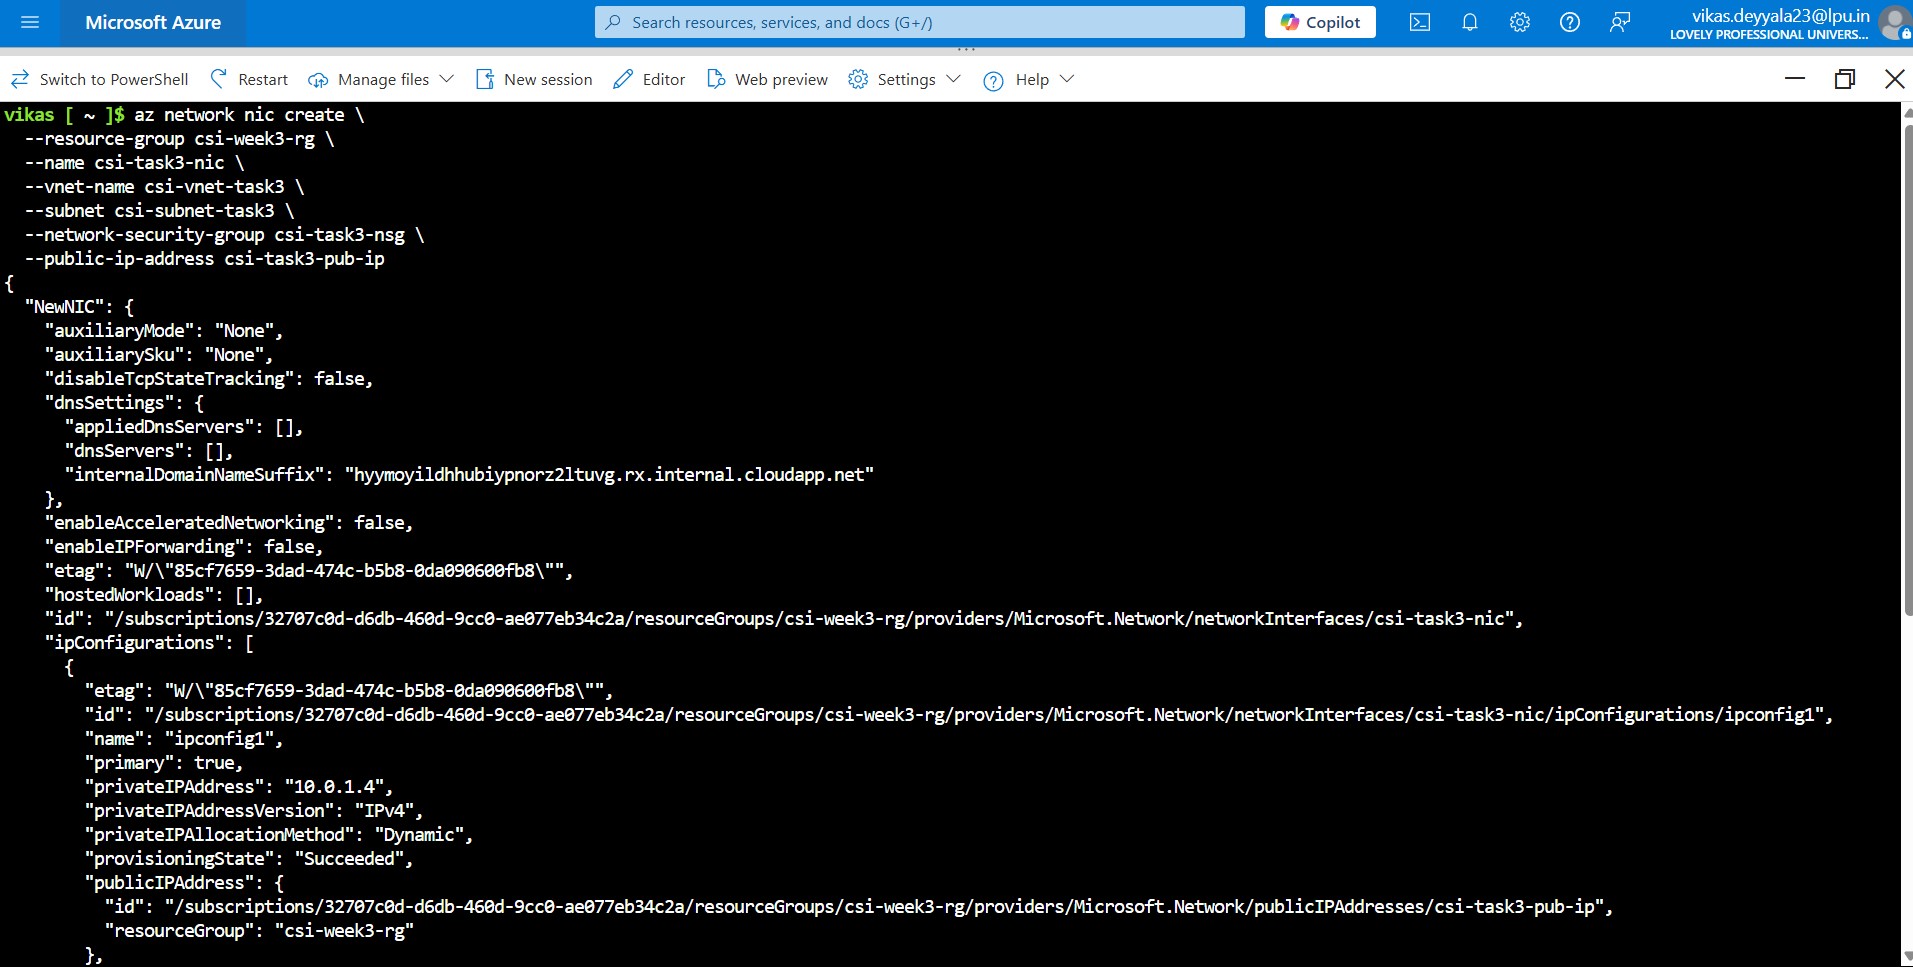 Microsoft Azure
Search resources, services, and docs (G+/)
Copilot
vikas.deyyala23@lpu.in
LOVELY PROFESSIONAL UNIVERS...
Switch to PowerShell
Restart
Manage files
New session
Editor
Web preview
Settings
Help
vikas [ ~ ]$ az network nic create \
  --resource-group csi-week3-rg \
  --name csi-task3-nic \
  --vnet-name csi-vnet-task3 \
  --subnet csi-subnet-task3 \
  --network-security-group csi-task3-nsg \
  --public-ip-address csi-task3-pub-ip
{
  "NewNIC": {
    "auxiliaryMode": "None",
    "auxiliarySku": "None",
    "disableTcpStateTracking": false,
    "dnsSettings": {
      "appliedDnsServers": [],
      "dnsServers": [],
      "internalDomainNameSuffix": "hyymoyildhhubiypnorz2ltuvg.rx.internal.cloudapp.net"
    },
    "enableAcceleratedNetworking": false,
    "enableIPForwarding": false,
    "etag": "W/\"85cf7659-3dad-474c-b5b8-0da090600fb8\"",
    "hostedWorkloads": [],
    "id": "/subscriptions/32707c0d-d6db-460d-9cc0-ae077eb34c2a/resourceGroups/csi-week3-rg/providers/Microsoft.Network/networkInterfaces/csi-task3-nic",
    "ipConfigurations": [
      {
        "etag": "W/\"85cf7659-3dad-474c-b5b8-0da090600fb8\"",
        "id": "/subscriptions/32707c0d-d6db-460d-9cc0-ae077eb34c2a/resourceGroups/csi-week3-rg/providers/Microsoft.Network/networkInterfaces/csi-task3-nic/ipConfigurations/ipconfig1",
        "name": "ipconfig1",
        "primary": true,
        "privateIPAddress": "10.0.1.4",
        "privateIPAddressVersion": "IPv4",
        "privateIPAllocationMethod": "Dynamic",
        "provisioningState": "Succeeded",
        "publicIPAddress": {
          "id": "/subscriptions/32707c0d-d6db-460d-9cc0-ae077eb34c2a/resourceGroups/csi-week3-rg/providers/Microsoft.Network/publicIPAddresses/csi-task3-pub-ip",
          "resourceGroup": "csi-week3-rg"
        },